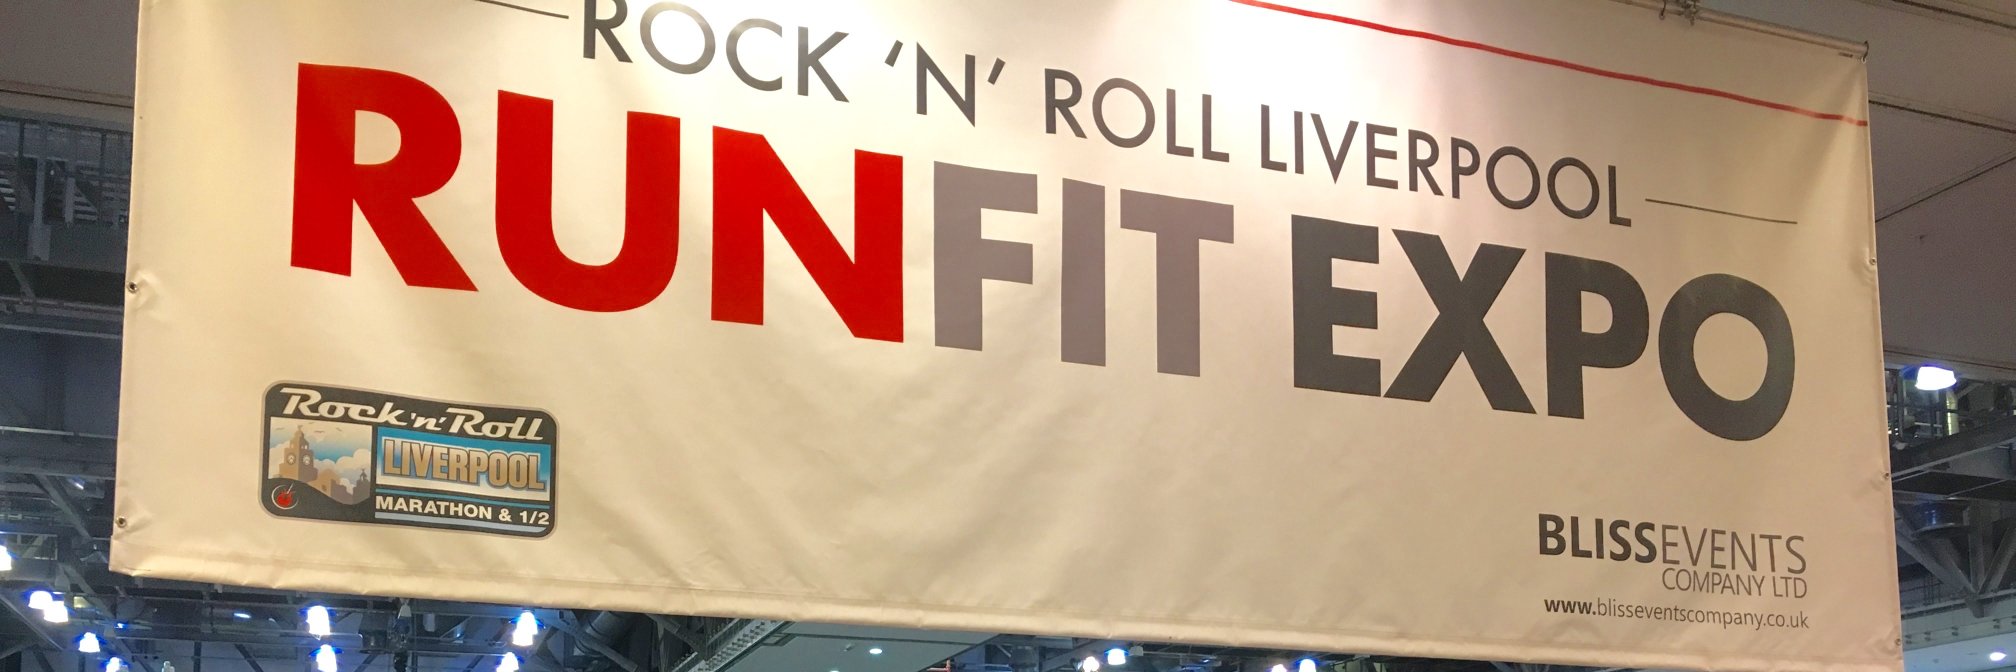 ROCK 'N' ROLL LIVERPOOL
RUNFIT EXPO
Rock 'n' Roll
LIVERPOOL
MARATHON & 1/2
BLISSEVENTS
COMPANY LTD
www.blisseventscompany.co.uk